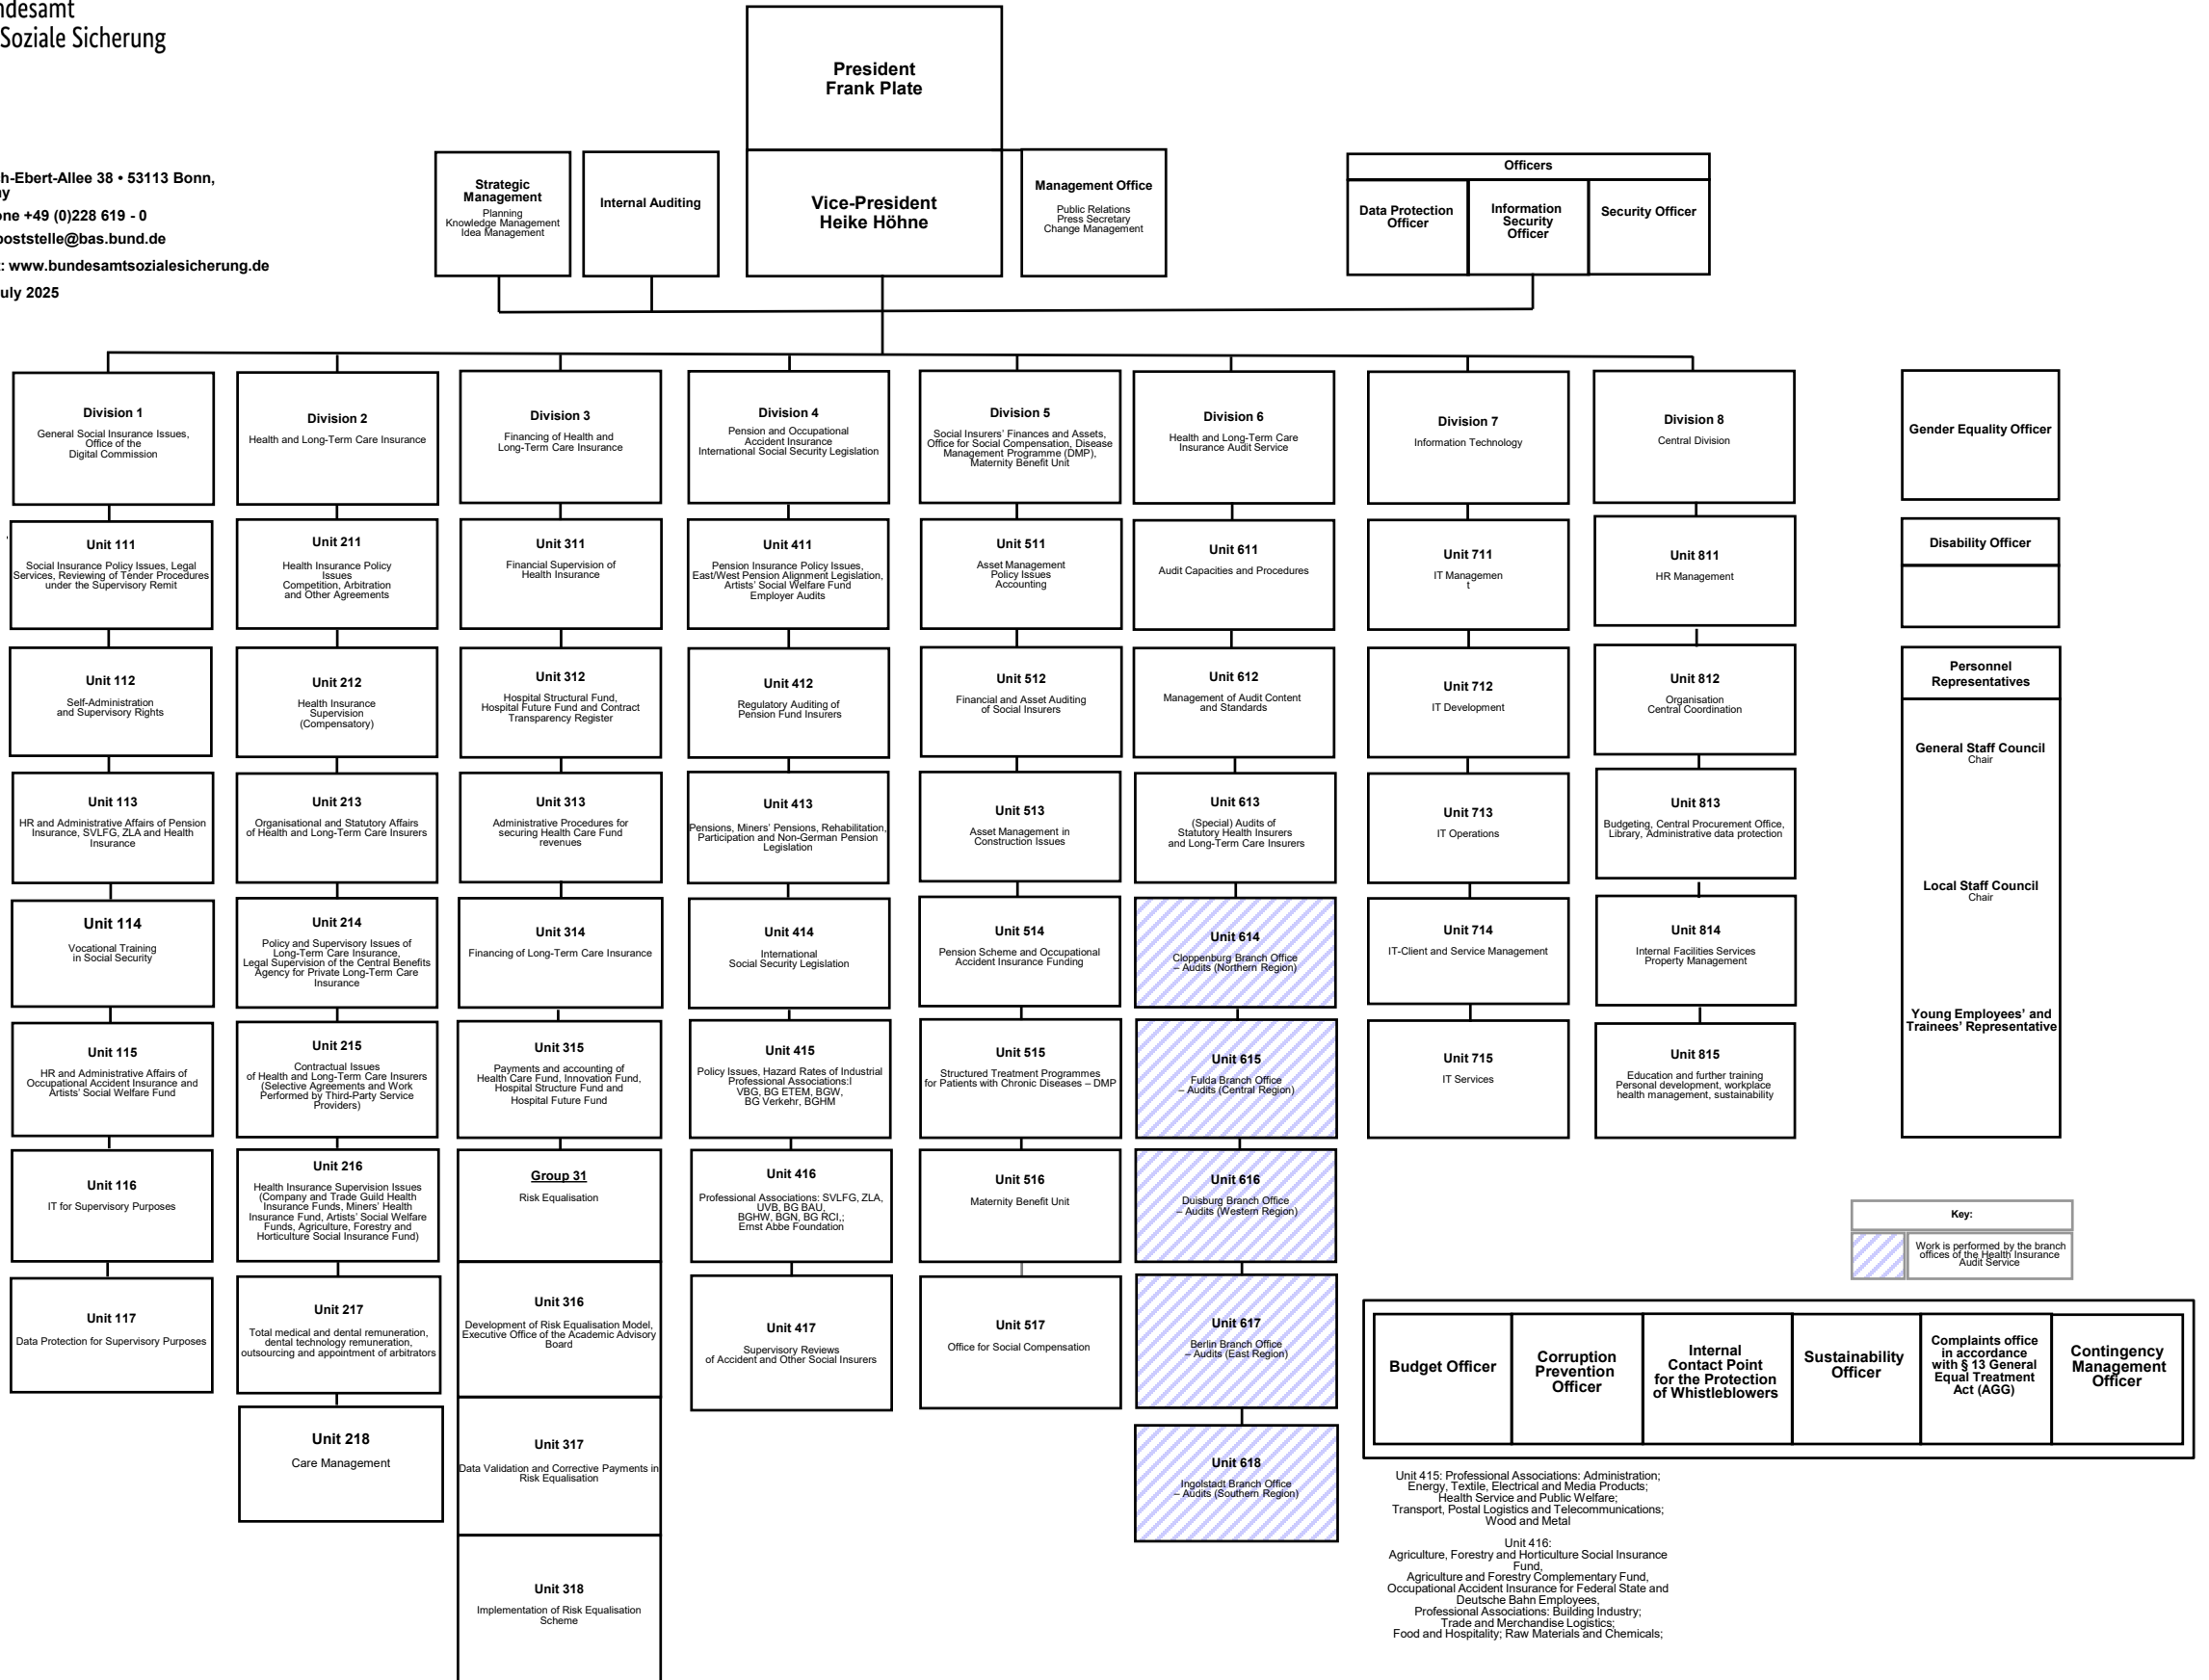 ndesamt
Soziale Sicherung
h-Ebert-Allee 38 • 53113 Bonn,
ny
one +49 (0)228 619 - 0
poststelle@bas.bund.de
t: www.bundesamtsozialesicherung.de
uly 2025
President
Frank Plate
Strategic
Management
Planning
Knowledge Management
Idea Management
Internal Auditing
Vice-President
Heike Höhne
Management Office
Public Relations
Press Secretary
Change Management
Officers
Data Protection
Officer
Information
Security
Officer
Security Officer
Division 1
General Social Insurance Issues,
Office of the
Digital Commission
Division 2
Health and Long-Term Care Insurance
Division 3
Financing of Health and
Long-Term Care Insurance
Division 4
Pension and Occupational
Accident Insurance
International Social Security Legislation
Division 5
Social Insurers' Finances and Assets,
Office for Social Compensation, Disease
Management Programme (DMP),
Maternity Benefit Unit
Division 6
Health and Long-Term Care
Insurance Audit Service
Division 7
Information Technology
Division 8
Central Division
Gender Equality Officer
Unit 111
Social Insurance Policy Issues, Legal
Services, Reviewing of Tender Procedures
under the Supervisory Remit
Unit 211
Health Insurance Policy
Issues
Competition, Arbitration
and Other Agreements
Unit 311
Financial Supervision of
Health Insurance
Unit 411
Pension Insurance Policy Issues,
East/West Pension Alignment Legislation,
Artists' Social Welfare Fund
Employer Audits
Unit 511
Asset Management
Policy Issues
Accounting
Unit 611
Audit Capacities and Procedures
Unit 711
IT Managemen
t
Unit 811
HR Management
Disability Officer
Unit 112
Self-Administration
and Supervisory Rights
Unit 212
Health Insurance
Supervision
(Compensatory)
Unit 312
Hospital Structural Fund,
Hospital Future Fund and Contract
Transparency Register
Unit 412
Regulatory Auditing of
Pension Fund Insurers
Unit 512
Financial and Asset Auditing
of Social Insurers
Unit 612
Management of Audit Content
and Standards
Unit 712
IT Development
Unit 812
Organisation
Central Coordination
Personnel
Representatives
General Staff Council
Chair
Local Staff Council
Chair
Young Employees' and
Trainees' Representative
Unit 113
HR and Administrative Affairs of Pension
Insurance, SVLFG, ZLA and Health
Insurance
Unit 213
Organisational and Statutory Affairs
of Health and Long-Term Care Insurers
Unit 313
Administrative Procedures for
securing Health Care Fund
revenues
Unit 413
Pensions, Miners' Pensions, Rehabilitation,
Participation and Non-German Pension
Legislation
Unit 513
Asset Management in
Construction Issues
Unit 613
(Special) Audits of
Statutory Health Insurers
and Long-Term Care Insurers
Unit 713
IT Operations
Unit 813
Budgeting, Central Procurement Office,
Library, Administrative data protection
Unit 114
Vocational Training
in Social Security
Unit 214
Policy and Supervisory Issues of
Long-Term Care Insurance,
Legal Supervision of the Central Benefits
Agency for Private Long-Term Care
Insurance
Unit 314
Financing of Long-Term Care Insurance
Unit 414
International
Social Security Legislation
Unit 514
Pension Scheme and Occupational
Accident Insurance Funding
Unit 614
Cloppenburg Branch Office
– Audits (Northern Region)
Unit 714
IT-Client and Service Management
Unit 814
Internal Facilities Services
Property Management
Unit 115
HR and Administrative Affairs of
Occupational Accident Insurance and
Artists' Social Welfare Fund
Unit 215
Contractual Issues
of Health and Long-Term Care Insurers
(Selective Agreements and Work
Performed by Third-Party Service
Providers)
Unit 315
Payments and accounting of
Health Care Fund, Innovation Fund,
Hospital Structure Fund and
Hospital Future Fund
Unit 415
Policy Issues, Hazard Rates of Industrial
Professional Associations:l
VBG, BG ETEM, BGW,
BG Verkehr, BGHM
Unit 515
Structured Treatment Programmes
for Patients with Chronic Diseases – DMP
Unit 615
Fulda Branch Office
– Audits (Central Region)
Unit 715
IT Services
Unit 815
Education and further training
Personal development, workplace
health management, sustainability
Unit 116
IT for Supervisory Purposes
Unit 216
Health Insurance Supervision Issues
(Company and Trade Guild Health
Insurance Funds, Miners' Health
Insurance Fund, Artists' Social Welfare
Funds, Agriculture, Forestry and
Horticulture Social Insurance Fund)
Group 31
Risk Equalisation
Unit 416
Professional Associations: SVLFG, ZLA,
UVB, BG BAU,
BGHW, BGN, BG RCI,;
Ernst Abbe Foundation
Unit 516
Maternity Benefit Unit
Unit 616
Duisburg Branch Office
– Audits (Western Region)
Key:
Work is performed by the branch
offices of the Health Insurance
Audit Service
Unit 117
Data Protection for Supervisory Purposes
Unit 217
Total medical and dental remuneration,
dental technology remuneration,
outsourcing and appointment of arbitrators
Unit 316
Development of Risk Equalisation Model,
Executive Office of the Academic Advisory
Board
Unit 417
Supervisory Reviews
of Accident and Other Social Insurers
Unit 517
Office for Social Compensation
Unit 617
Berlin Branch Office
– Audits (East Region)
Budget Officer
Corruption
Prevention
Officer
Internal
Contact Point
for the Protection
of Whistleblowers
Sustainability
Officer
Complaints office
in accordance
with § 13 General
Equal Treatment
Act (AGG)
Contingency
Management
Officer
Unit 218
Care Management
Unit 317
Data Validation and Corrective Payments in
Risk Equalisation
Unit 618
Ingolstadt Branch Office
– Audits (Southern Region)
Unit 318
Implementation of Risk Equalisation
Scheme
Unit 415: Professional Associations: Administration;
Energy, Textile, Electrical and Media Products;
Health Service and Public Welfare;
Transport, Postal Logistics and Telecommunications;
Wood and Metal
Unit 416:
Agriculture, Forestry and Horticulture Social Insurance
Fund,
Agriculture and Forestry Complementary Fund,
Occupational Accident Insurance for Federal State and
Deutsche Bahn Employees,
Professional Associations: Building Industry;
Trade and Merchandise Logistics;
Food and Hospitality; Raw Materials and Chemicals;